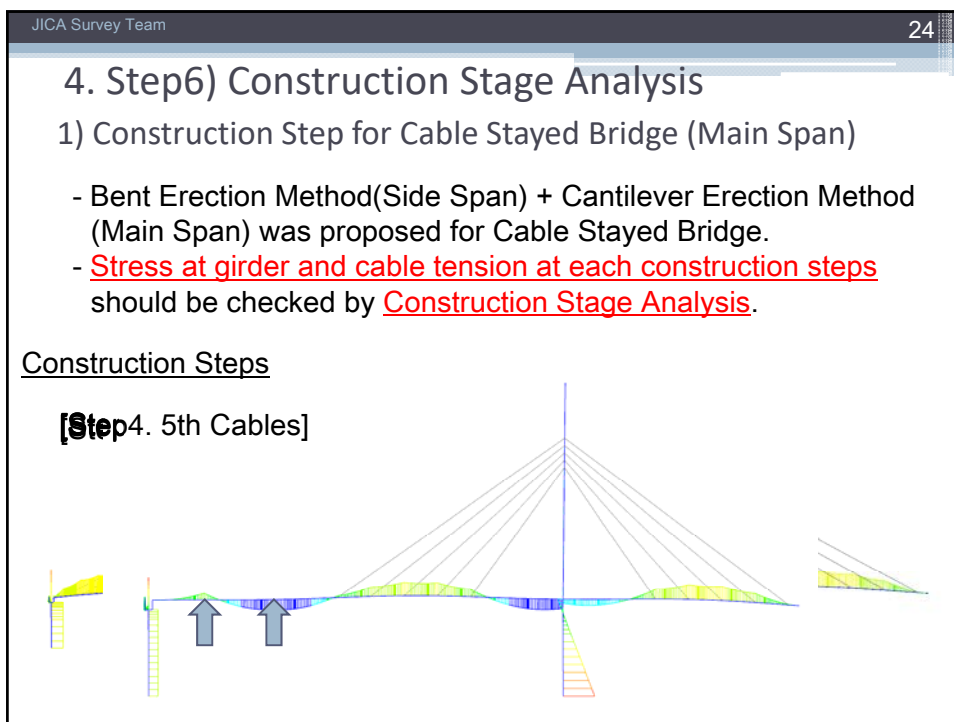 JICA Survey Team
24
4. Step6) Construction Stage Analysis
1) Construction Step for Cable Stayed Bridge (Main Span)
- Bent Erection Method(Side Span) + Cantilever Erection Method
(Main Span) was proposed for Cable Stayed Bridge.
- Stress at girder and cable tension at each construction steps
should be checked by Construction Stage Analysis.
Construction Steps
[Step4. 5th Cables]